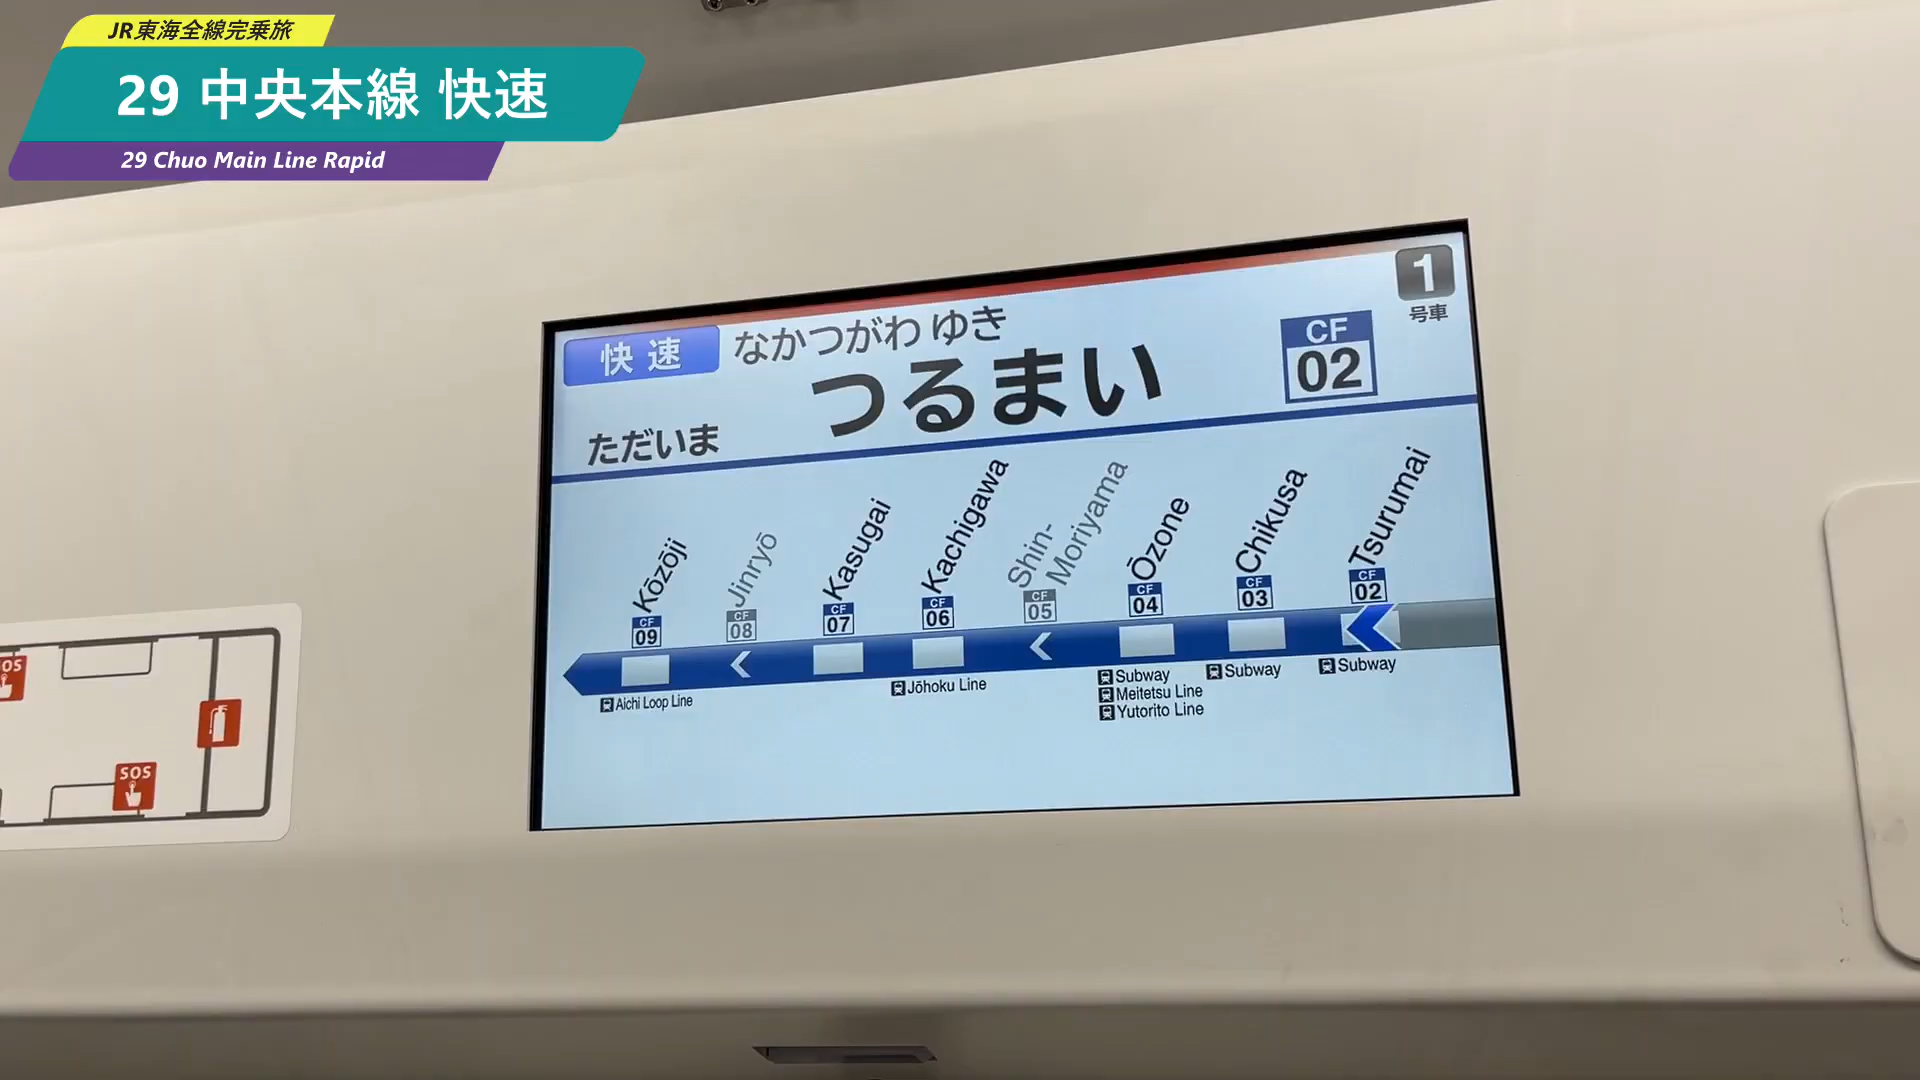 JR東海全線完乗旅
29 中央本線 快速
29 Chuo Main Line Rapid
快速
なかつがわ ゆき
1
号車
ただいま
つるまい
CF
02
Kōzōji
Jinryō
Kasugai
Kachigawa
Shin-
Moriyama
Ōzone
Chikusa
Tsurumai
CF
09
CF
08
CF
07
CF
06
CF
05
CF
04
CF
03
CF
02
Aichi Loop Line
Jōhoku Line
Subway
Meitetsu Line
Yutorito Line
Subway
Subway
SOS
SOS